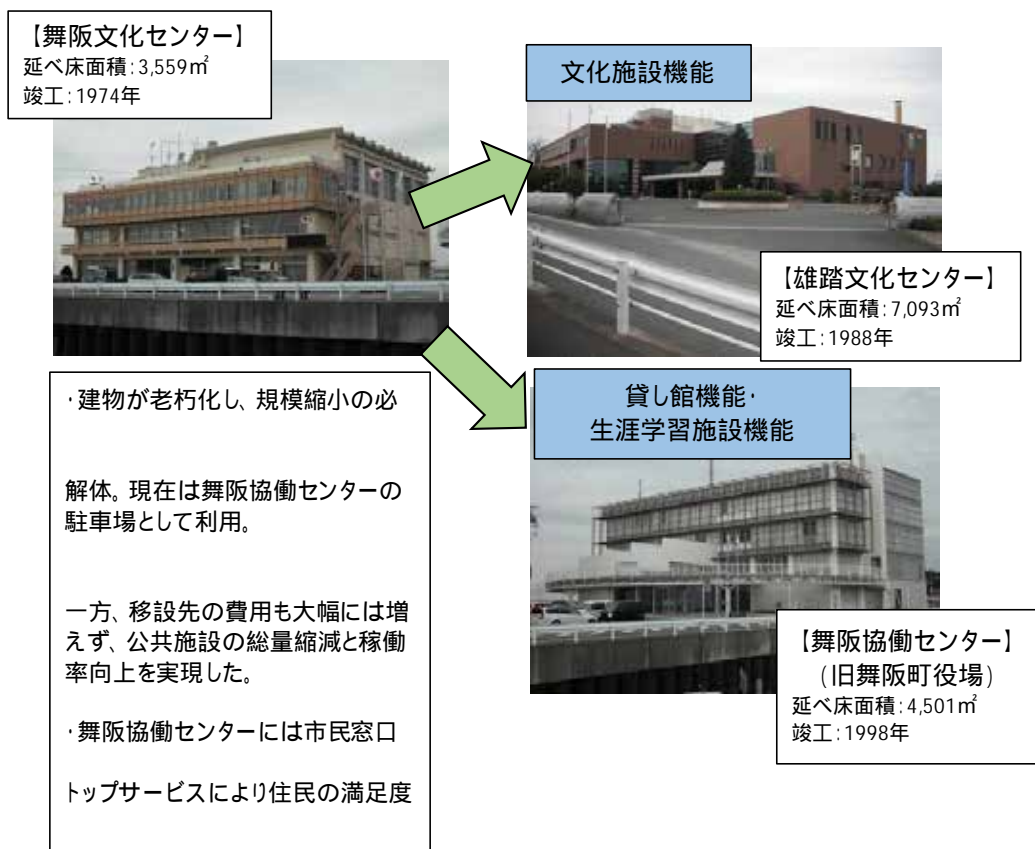 【舞阪文化センター】
延べ床面積：3,559㎡
竣工：1974年
文化施設機能
【雄踏文化センター】
延べ床面積：7,093㎡
竣工：1988年
貸し館機能・
生涯学習施設機能
【舞阪協働センター】
(旧舞阪町役場)
延べ床面積：4,501㎡
竣工：1998年
・建物が老朽化し、規模縮小の必
解体。現在は舞阪協働センターの
駐車場として利用。
一方、移設先の費用も大幅には増
えず、公共施設の総量縮減と稼働
率向上を実現した。
・舞阪協働センターには市民窓口
トップサービスにより住民の満足度